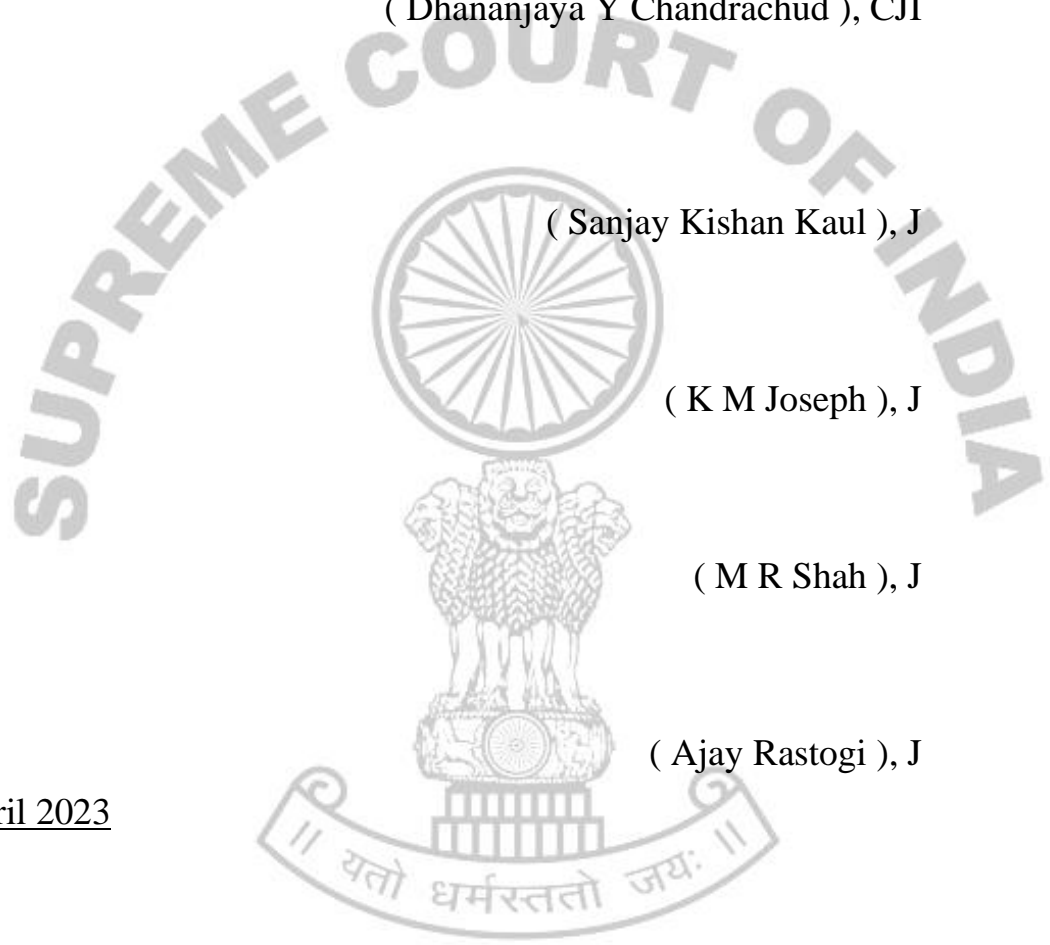 ( Dhananjaya Y Chandrachud ), CJI
SUPREME COURT OF INDIA
( Sanjay Kishan Kaul ), J
( K M Joseph ), J
( M R Shah ), J
( Ajay Rastogi ), J
ril 2023
॥ यतो धर्मस्ततो जयः ॥